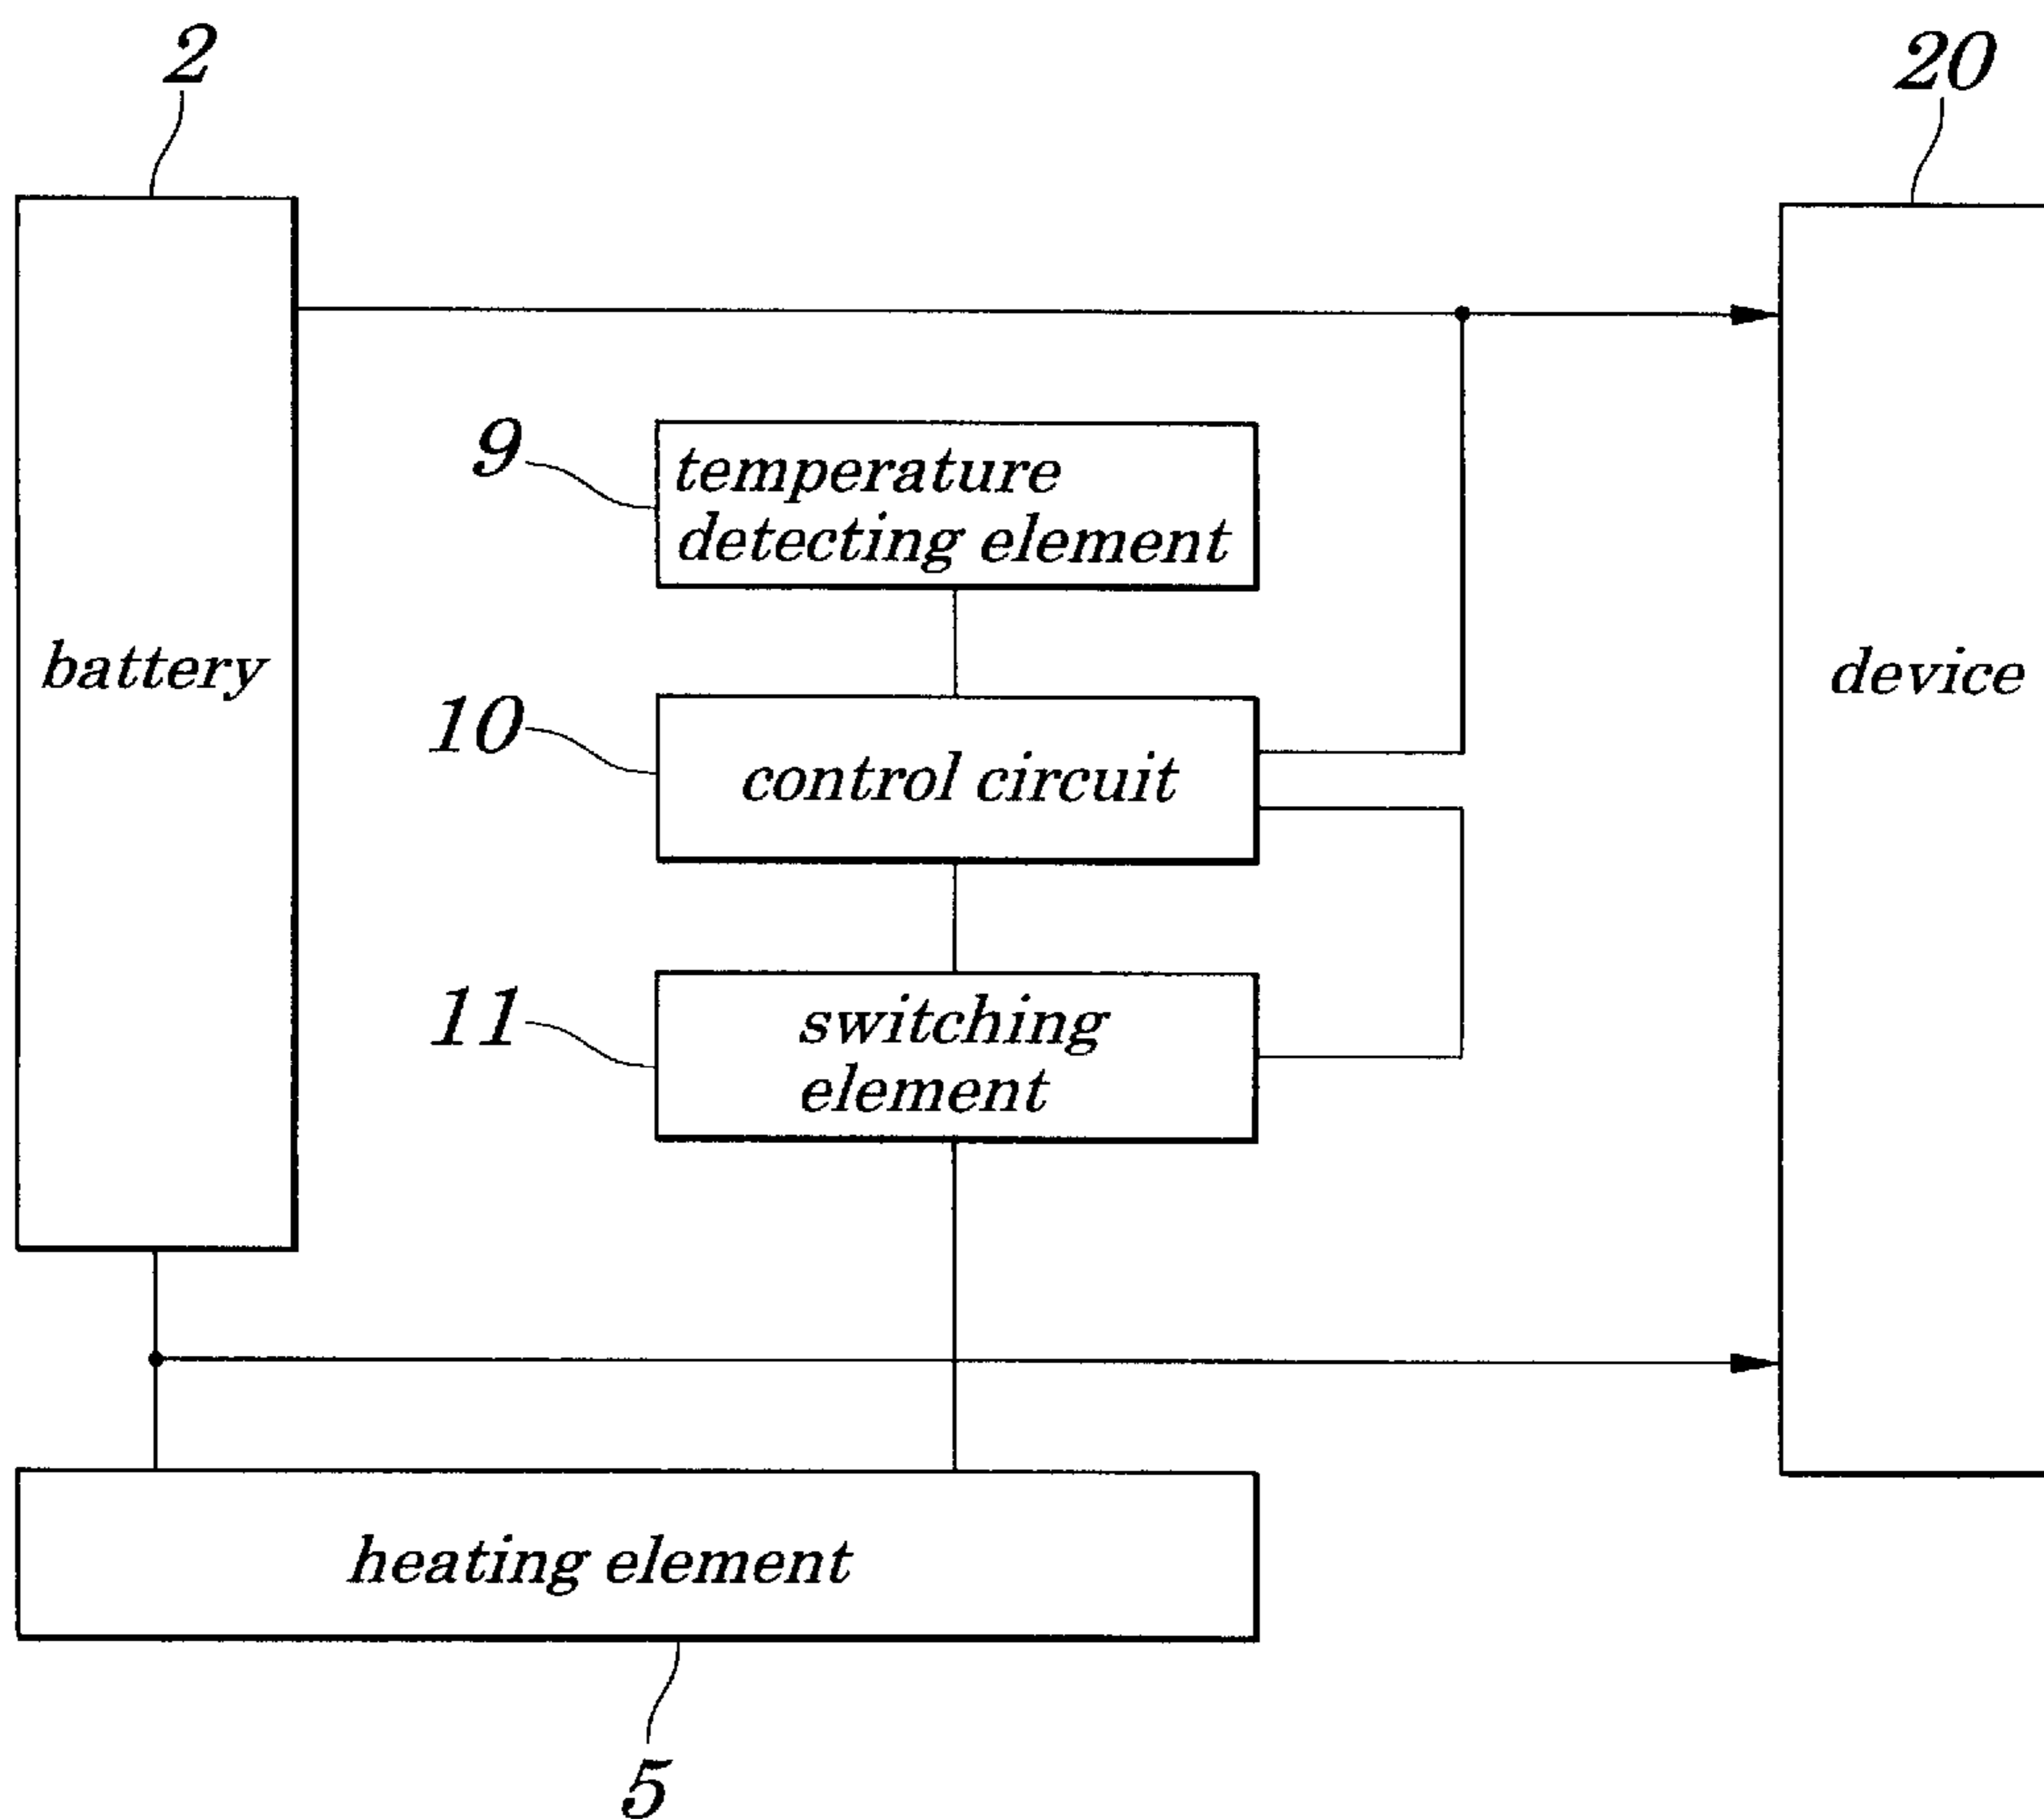 2
20
9
temperature
detecting element
battery
device
10
control circuit
11
switching
element
heating element
5